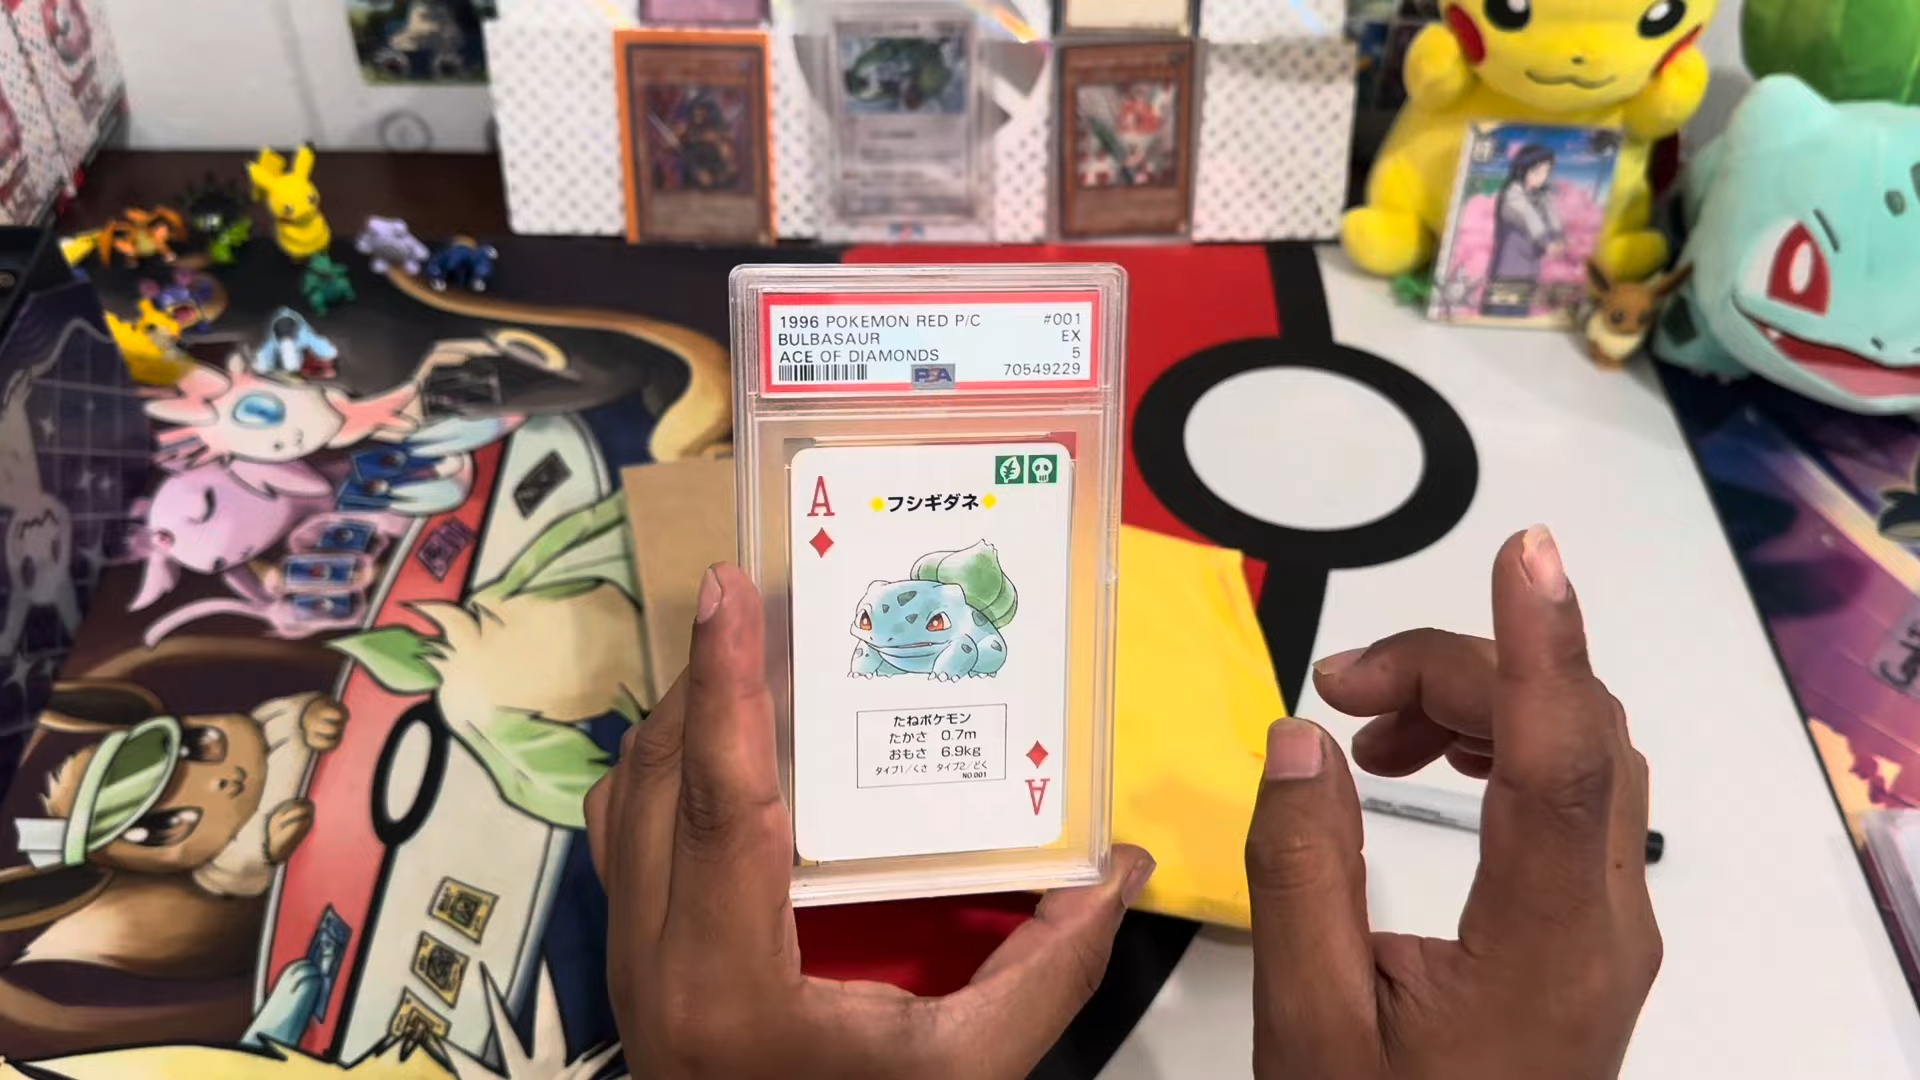 1996 POKEMON RED P/C #001
BULBASAUR EX
ACE OF DIAMONDS 5
PSA 70549229
A
フシギダネ
たねポケモン
たかさ 0.7m
おもさ 6.9kg
タイプ1/くさ タイプ2/どく
NO.001
A